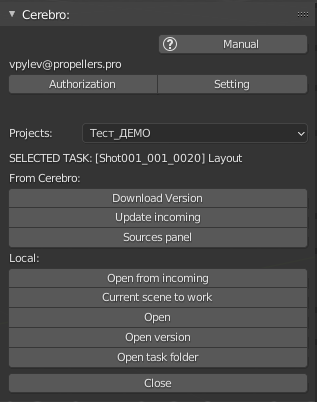 Cerebro:
Manual
vpylev@propellers.pro
Authorization Setting
Projects: Тест_ДЕМО
SELECTED TASK: [Shot001_001_0020] Layout
From Cerebro:
Download Version
Update incoming
Sources panel
Local:
Open from incoming
Current scene to work
Open
Open version
Open task folder
Close